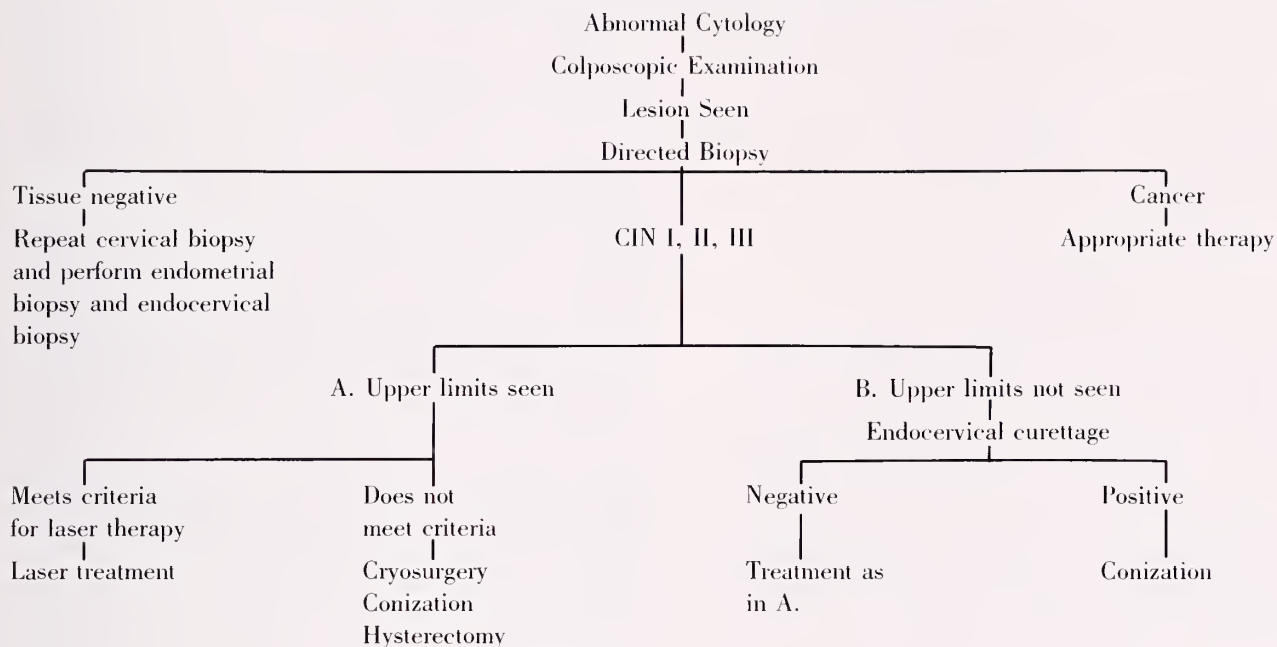 Abnormal Cytology
Colposcopic Examination
Lesion Seen
Directed Biopsy
Tissue negative
Repeat cervical biopsy
and perform endometrial
biopsy and endocervical
biopsy
CIN I, II, III
Cancer
Appropriate therapy
A. Upper limits seen
B. Upper limits not seen
Endocervical curettage
Meets criteria
for laser therapy
Laser treatment
Does not
meet criteria
Cryosurgery
Conization
Hysterectomy
Negative
Treatment as
in A.
Positive
Conization